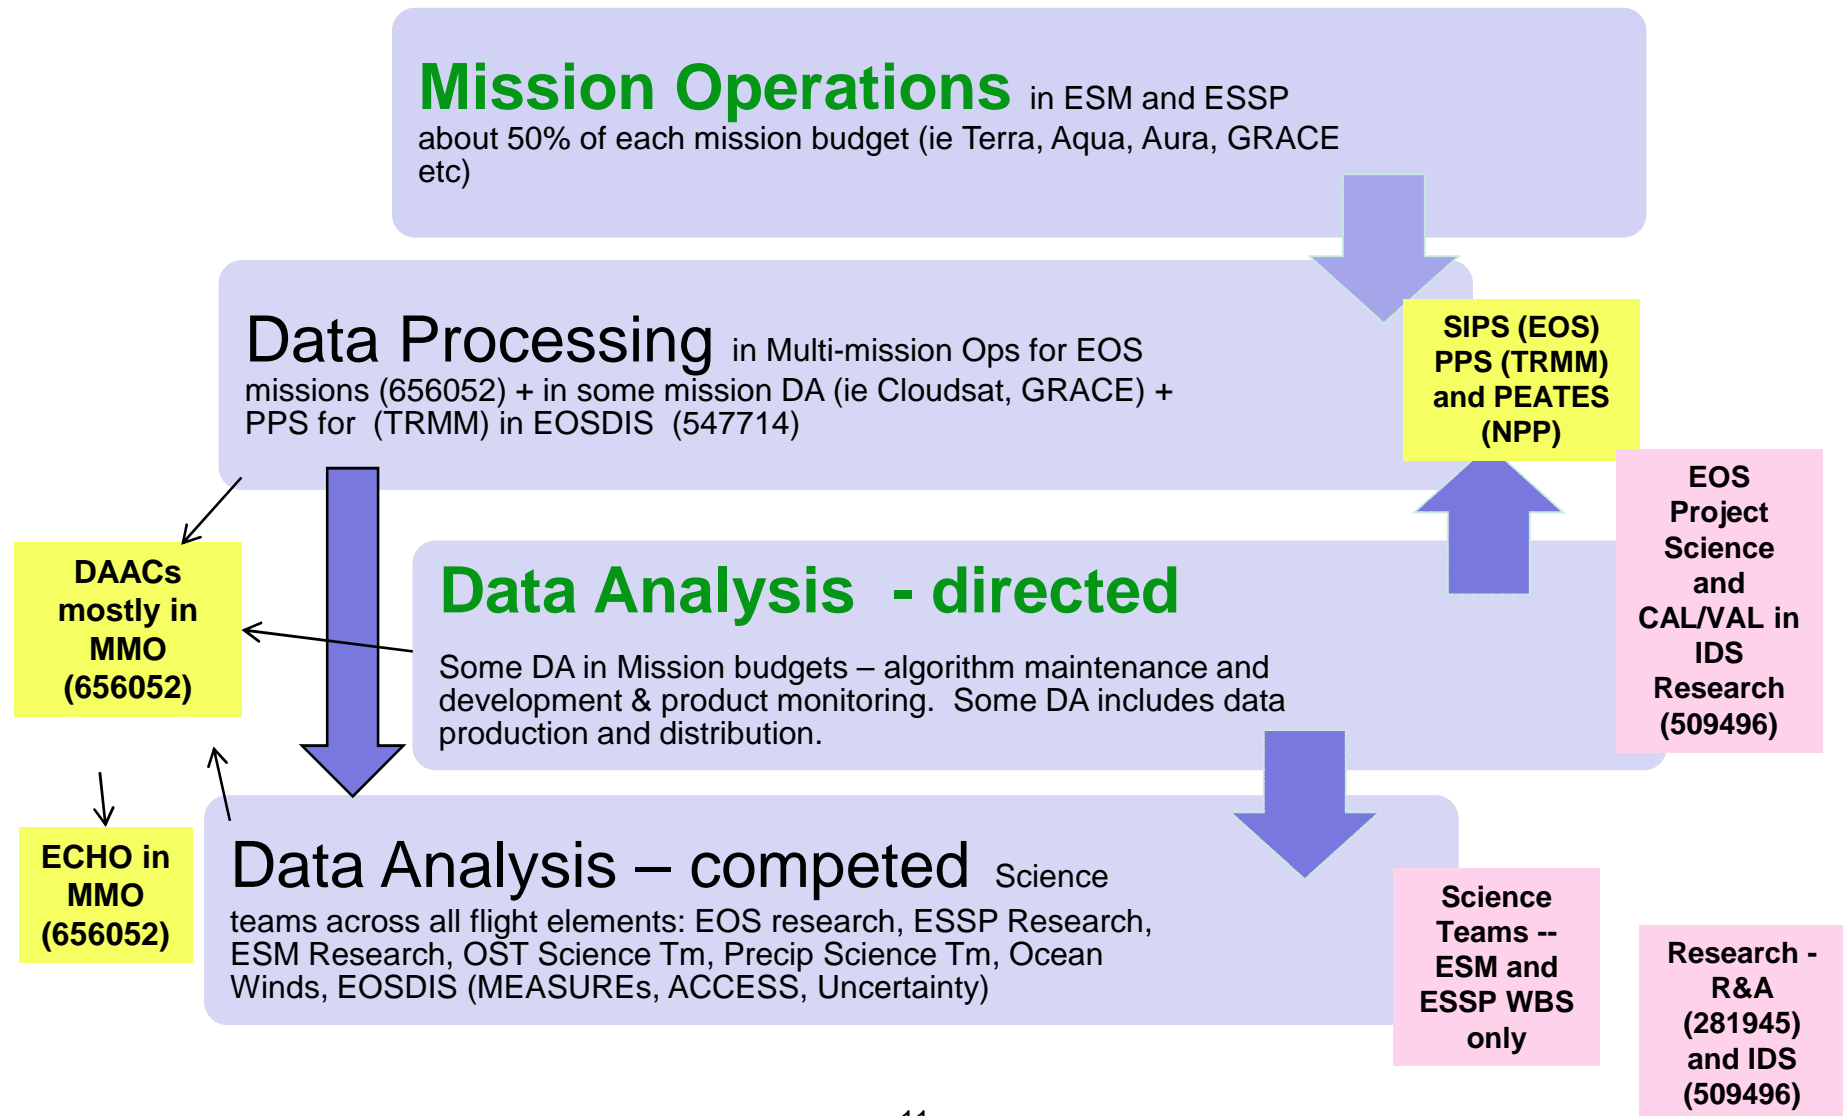 Mission Operations in ESM and ESSP
about 50% of each mission budget (ie Terra, Aqua, Aura, GRACE
etc)
Data Processing in Multi-mission Ops for EOS
missions (656052) + in some mission DA (ie Cloudsat, GRACE) +
PPS for (TRMM) in EOSDIS (547714)
SIPS (EOS)
PPS (TRMM)
and PEATES
(NPP)
EOS
Project
Science
and
CAL/VAL in
IDS
Research
(509496)
DAACs
mostly in
MMO
(656052)
Data Analysis - directed
Some DA in Mission budgets – algorithm maintenance and
development & product monitoring. Some DA includes data
production and distribution.
ECHO in
MMO
(656052)
Data Analysis – competed Science
teams across all flight elements: EOS research, ESSP Research,
ESM Research, OST Science Tm, Precip Science Tm, Ocean
Winds, EOSDIS (MEASUREs, ACCESS, Uncertainty)
Science
Teams --
ESM and
ESSP WBS
only
Research -
R&A
(281945)
and IDS
(509496)
11